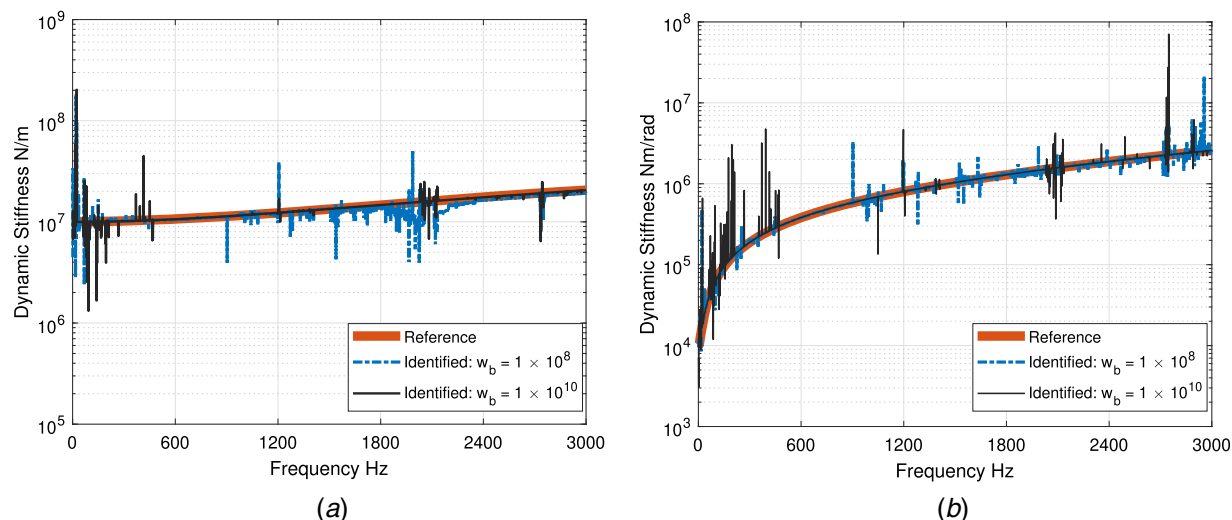 10^9
10^8
10^7
10^6
10^5
Dynamic Stiffness N/m
0 600 1200 1800 2400 3000
Frequency Hz
Reference
Identified: w_b = 1 × 10^8
Identified: w_b = 1 × 10^10
(a)
10^8
10^7
10^6
10^5
10^4
10^3
Dynamic Stiffness Nm/rad
0 600 1200 1800 2400 3000
Frequency Hz
Reference
Identified: w_b = 1 × 10^8
Identified: w_b = 1 × 10^10
(b)